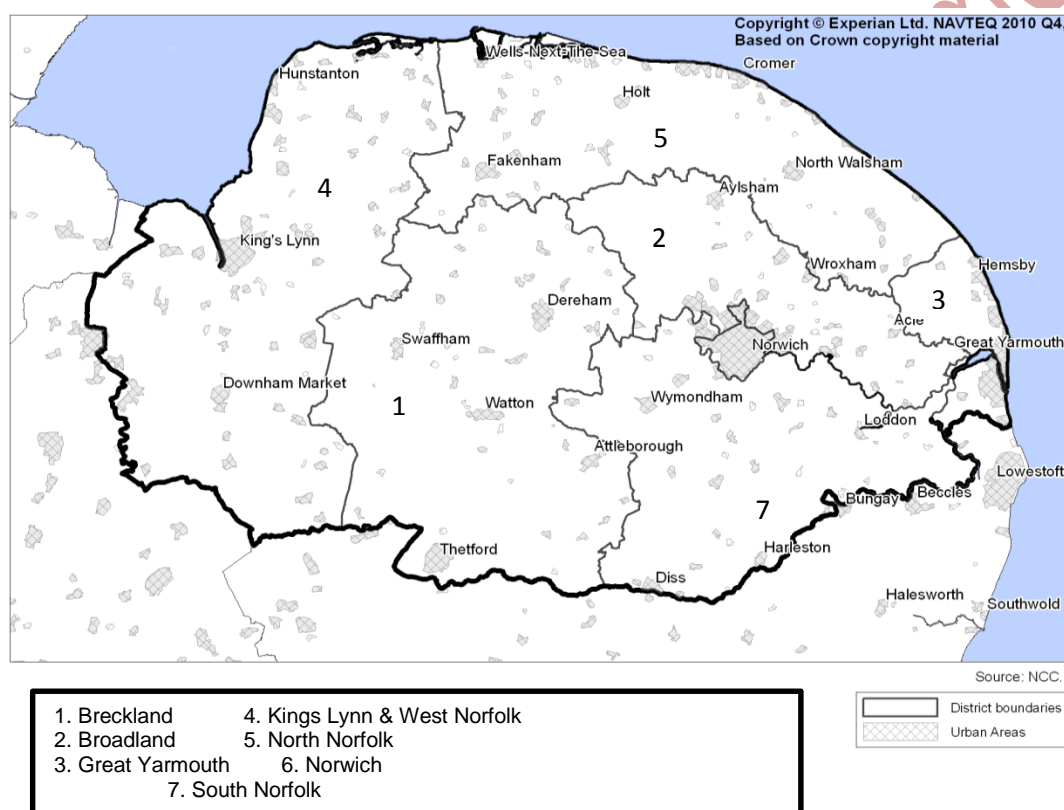 Copyright © Experian Ltd. NAVTEQ 2010 Q4.
Based on Crown copyright material
Wells-Next-The-Sea
Cromer
Hunstanton
Holt
5
Fakenham
North Walsham
4
Aylsham
King's Lynn
2
Wroxham
Hemsby
Dereham
3
Acle
Swaffham
Norwich
Great Yarmouth
Downham Market
1
Watton
Wymondham
Loddon
Attleborough
Lowestoft
7
Bungay
Beccles
Thetford
Harleston
Diss
Halesworth
Southwold
Source: NCC.
1. Breckland 4. Kings Lynn & West Norfolk
2. Broadland 5. North Norfolk
3. Great Yarmouth 6. Norwich
7. South Norfolk
District boundaries
Urban Areas